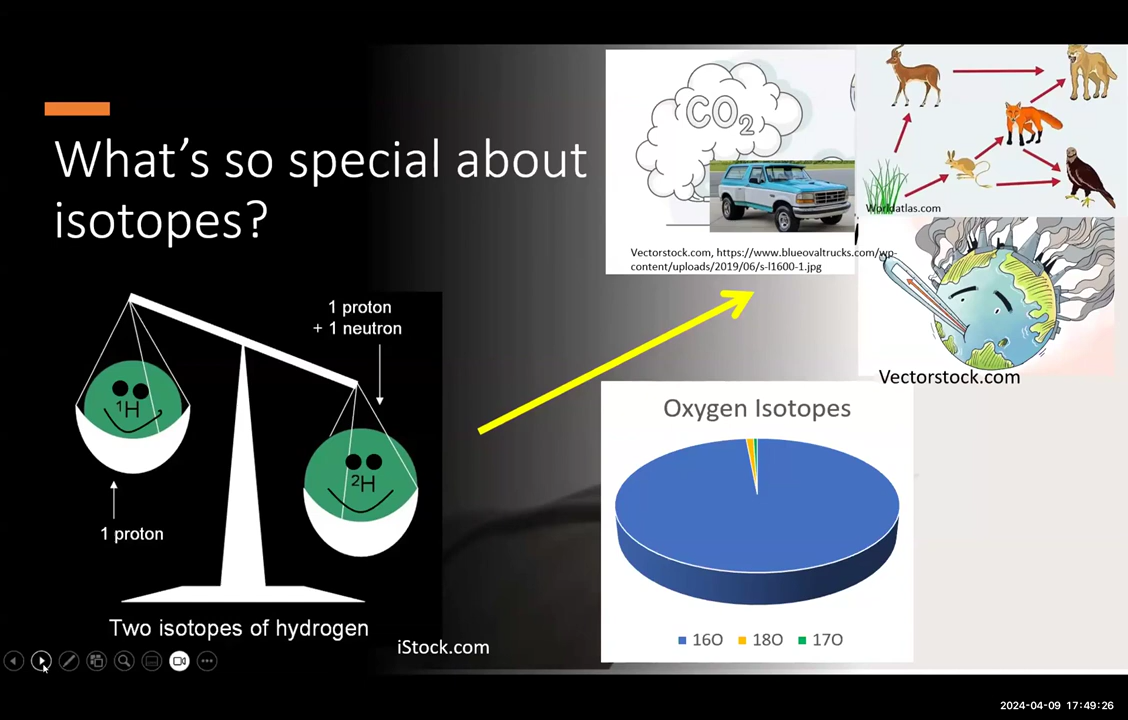 What's so special about
isotopes?
CO2
Worldatlas.com
Vectorstock.com, https://www.blueovaltrucks.com/wp-
content/uploads/2019/06/s-l1600-1.jpg
Vectorstock.com
1 proton
+ 1 neutron
1H
2H
1 proton
Two isotopes of hydrogen
iStock.com
Oxygen Isotopes
16O 18O 17O
2024-04-09 17:49:26